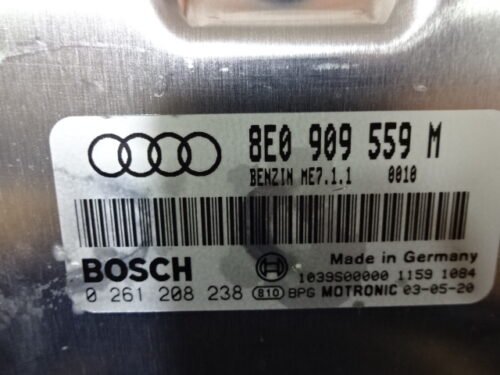 8E0 909 559 M
BENZIN ME7.1.1 0010
BOSCH
Made in Germany
1039S00000 1159 1084
0 261 208 238 810 BPG MOTRONIC 03-05-20